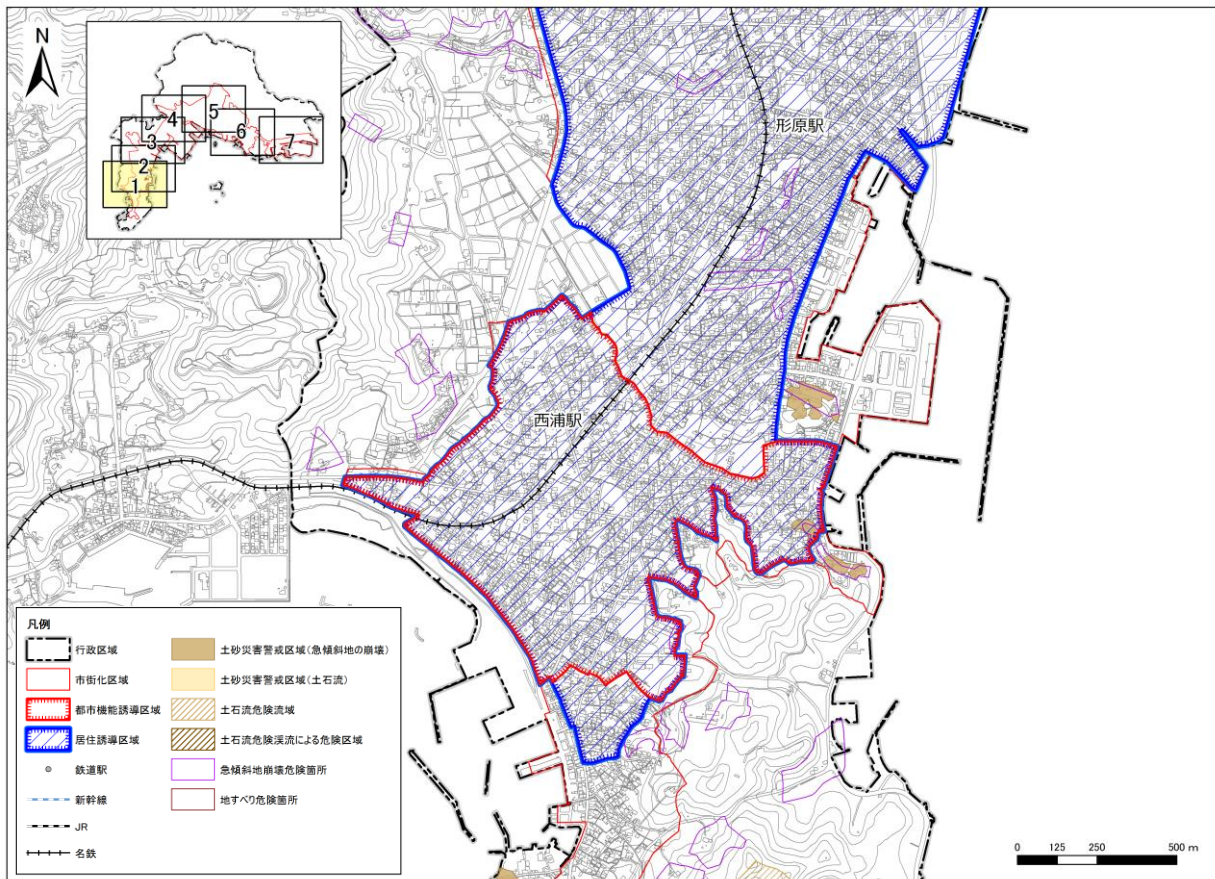 N
4
5
3
6
7
2
1
形原駅
西浦駅
凡例
行政区域
市街化区域
都市機能誘導区域
居住誘導区域
鉄道駅
新幹線
JR
名鉄
土砂災害警戒区域(急傾斜地の崩壊)
土砂災害警戒区域(土石流)
土石流危険流域
土石流危険渓流による危険区域
急傾斜地崩壊危険箇所
地すべり危険箇所
0 125 250 500 m